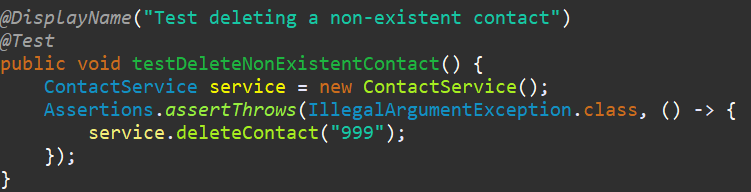 @DisplayName("Test deleting a non-existent contact")
@Test
public void testDeleteNonExistentContact() {
    ContactService service = new ContactService();
    Assertions.assertThrows(IllegalArgumentException.class, () -> {
        service.deleteContact("999");
    });
}